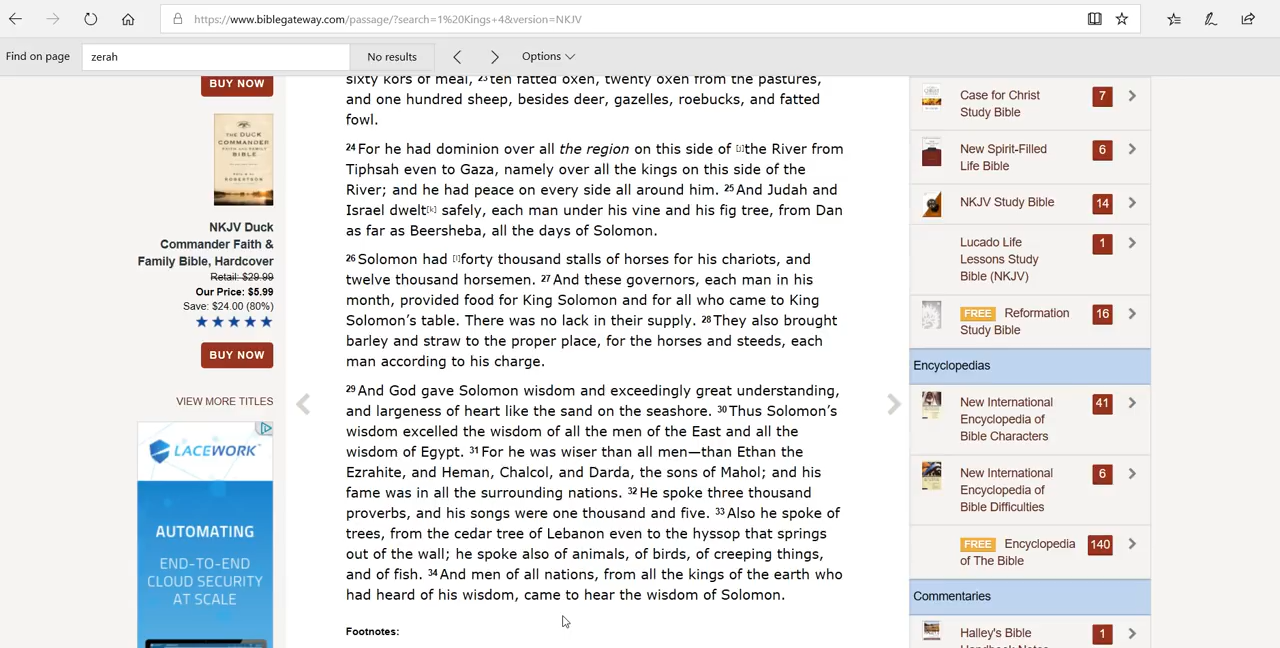 https://www.biblegateway.com/passage/?search=1%20Kings+4&version=NKJV
Find on page
zerah
No results
Options
BUY NOW
THE DUCK
COMMANDER
FAITH AND
FAMILY
BIBLE
NKJV Duck
Commander Faith &
Family Bible, Hardcover
Retail: $29.99
Our Price: $5.99
Save: $24.00 (80%)
BUY NOW
VIEW MORE TITLES
LACEWORK
AUTOMATING
END-TO-END
CLOUD SECURITY
AT SCALE
sixty kors of meal, 23 ten fatted oxen, twenty oxen from the pastures,
and one hundred sheep, besides deer, gazelles, roebucks, and fatted
fowl.
24 For he had dominion over all the region on this side of [j]the River from
Tiphsah even to Gaza, namely over all the kings on this side of the
River; and he had peace on every side all around him. 25 And Judah and
Israel dwelt[k] safely, each man under his vine and his fig tree, from Dan
as far as Beersheba, all the days of Solomon.
26 Solomon had [l]forty thousand stalls of horses for his chariots, and
twelve thousand horsemen. 27 And these governors, each man in his
month, provided food for King Solomon and for all who came to King
Solomon’s table. There was no lack in their supply. 28 They also brought
barley and straw to the proper place, for the horses and steeds, each
man according to his charge.
29 And God gave Solomon wisdom and exceedingly great understanding,
and largeness of heart like the sand on the seashore. 30 Thus Solomon’s
wisdom excelled the wisdom of all the men of the East and all the
wisdom of Egypt. 31 For he was wiser than all men—than Ethan the
Ezrahite, and Heman, Chalcol, and Darda, the sons of Mahol; and his
fame was in all the surrounding nations. 32 He spoke three thousand
proverbs, and his songs were one thousand and five. 33 Also he spoke of
trees, from the cedar tree of Lebanon even to the hyssop that springs
out of the wall; he spoke also of animals, of birds, of creeping things,
and of fish. 34 And men of all nations, from all the kings of the earth who
had heard of his wisdom, came to hear the wisdom of Solomon.
Footnotes:
Case for Christ
Study Bible
7
New Spirit-Filled
Life Bible
6
NKJV Study Bible
14
Lucado Life
Lessons Study
Bible (NKJV)
1
FREE Reformation
Study Bible
16
Encyclopedias
New International
Encyclopedia of
Bible Characters
41
New International
Encyclopedia of
Bible Difficulties
6
FREE Encyclopedia
of The Bible
140
Commentaries
Halley's Bible
Handbook Notes
1